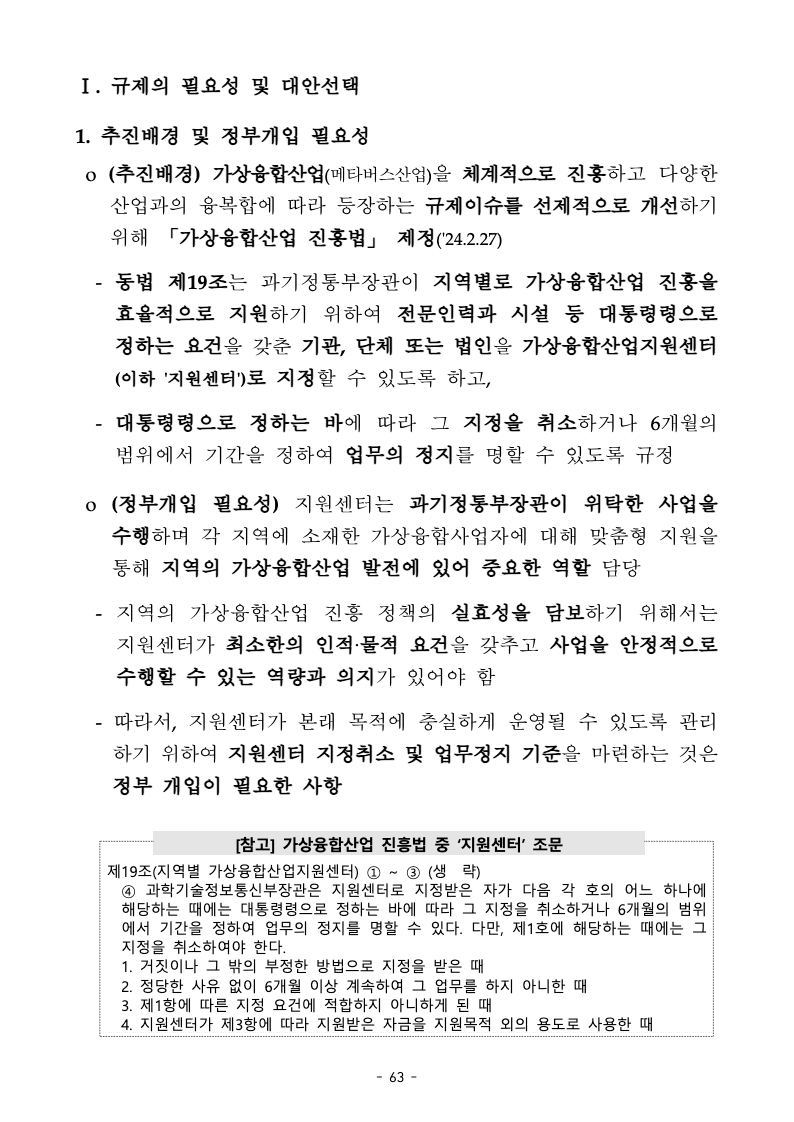 Ⅰ. 규제의 필요성 및 대안선택
1. 추진배경 및 정부개입 필요성
o (추진배경) 가상융합산업(메타버스산업)을 체계적으로 진흥하고 다양한
산업과의 융복합에 따라 등장하는 규제이슈를 선제적으로 개선하기
위해 「가상융합산업 진흥법」 제정('24.2.27)
- 동법 제19조는 과기정통부장관이 지역별로 가상융합산업 진흥을
효율적으로 지원하기 위하여 전문인력과 시설 등 대통령령으로
정하는 요건을 갖춘 기관, 단체 또는 법인을 가상융합산업지원센터
(이하 '지원센터')로 지정할 수 있도록 하고,
- 대통령령으로 정하는 바에 따라 그 지정을 취소하거나 6개월의
범위에서 기간을 정하여 업무의 정지를 명할 수 있도록 규정
o (정부개입 필요성) 지원센터는 과기정통부장관이 위탁한 사업을
수행하며 각 지역에 소재한 가상융합사업자에 대해 맞춤형 지원을
통해 지역의 가상융합산업 발전에 있어 중요한 역할 담당
- 지역의 가상융합산업 진흥 정책의 실효성을 담보하기 위해서는
지원센터가 최소한의 인적·물적 요건을 갖추고 사업을 안정적으로
수행할 수 있는 역량과 의지가 있어야 함
- 따라서, 지원센터가 본래 목적에 충실하게 운영될 수 있도록 관리
하기 위하여 지원센터 지정취소 및 업무정지 기준을 마련하는 것은
정부 개입이 필요한 사항
[참고] 가상융합산업 진흥법 중 ‘지원센터’ 조문
제19조(지역별 가상융합산업지원센터) ① ~ ③ (생 략)
④ 과학기술정보통신부장관은 지원센터로 지정받은 자가 다음 각 호의 어느 하나에
해당하는 때에는 대통령령으로 정하는 바에 따라 그 지정을 취소하거나 6개월의 범위
에서 기간을 정하여 업무의 정지를 명할 수 있다. 다만, 제1호에 해당하는 때에는 그
지정을 취소하여야 한다.
1. 거짓이나 그 밖의 부정한 방법으로 지정을 받은 때
2. 정당한 사유 없이 6개월 이상 계속하여 그 업무를 하지 아니한 때
3. 제1항에 따른 지정 요건에 적합하지 아니하게 된 때
4. 지원센터가 제3항에 따라 지원받은 자금을 지원목적 외의 용도로 사용한 때
- 63 -